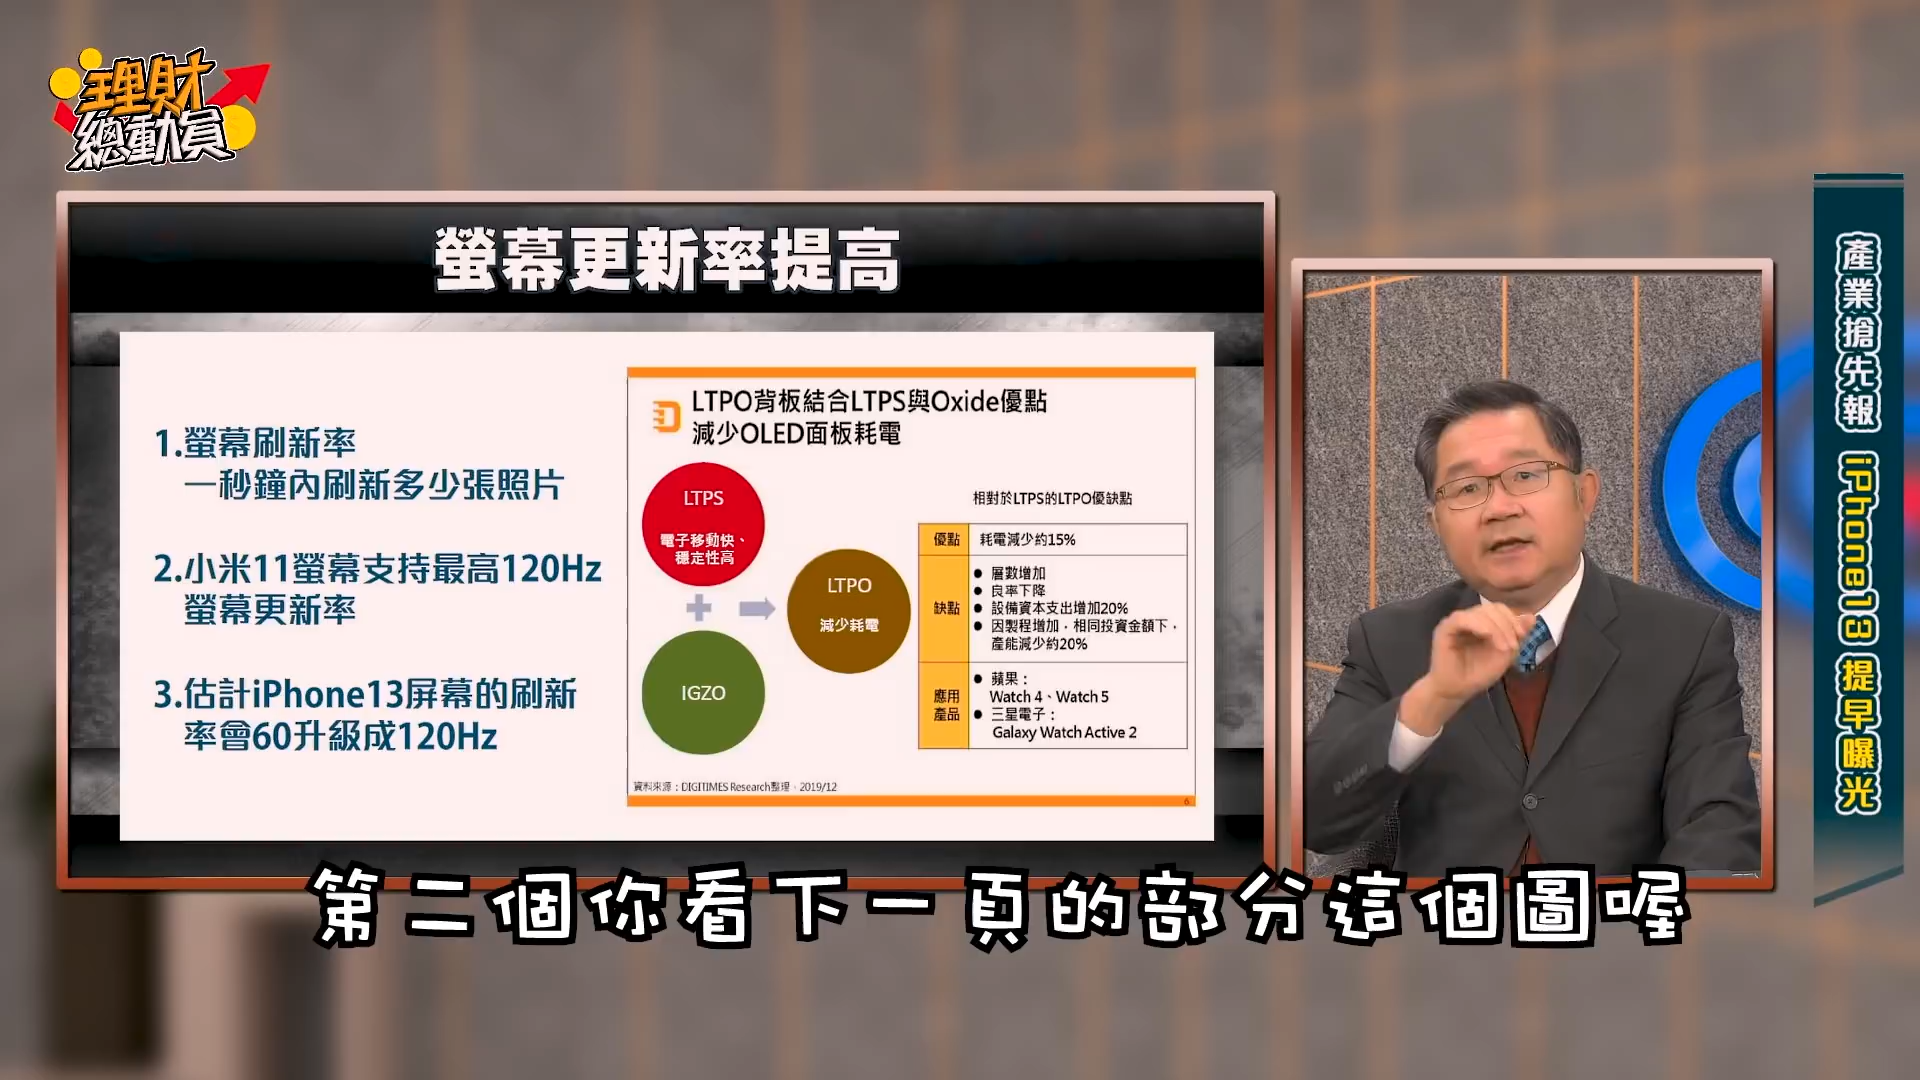 理財
總動員
螢幕更新率提高
1.螢幕刷新率
一秒鐘內刷新多少張照片
2.小米11螢幕支持最高120Hz
螢幕更新率
3.估計iPhone13屏幕的刷新
率會60升級成120Hz
LTPO背板結合LTPS與Oxide優點
減少OLED面板耗電
LTPS
電子移動快、
穩定性高
IGZO
LTPO
減少耗電
相對於LTPS的LTPO優缺點
優點
耗電減少約15%
缺點
● 層數增加
● 良率下降
● 設備資本支出增加20%
● 因製程增加，相同投資金額下，
產能減少約20%
應用
產品
● 蘋果：
Watch 4、Watch 5
● 三星電子：
Galaxy Watch Active 2
資料來源：DIGITIMES Research整理，2019/12
6
產業搶先報 iPhone13 提早曝光
第二個你看下一頁的部分這個圖喔